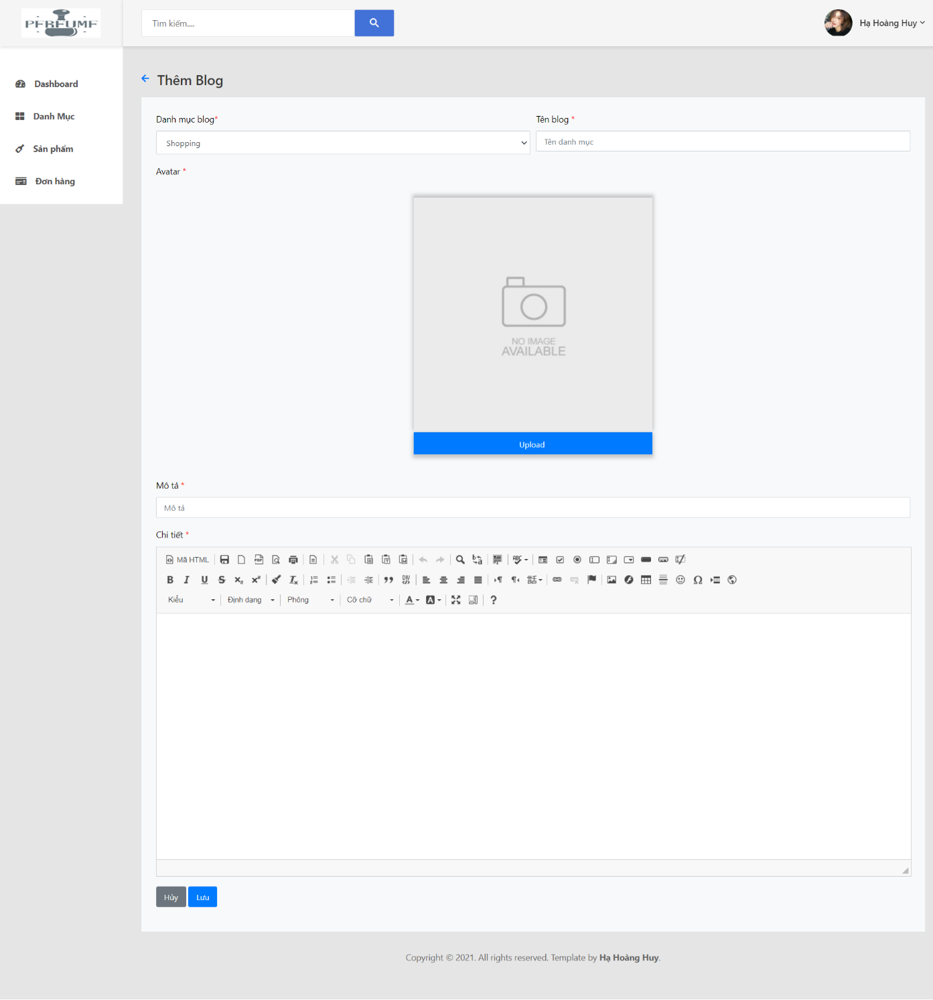 PERFUME
Tìm kiếm....
Hạ Hoàng Huy
Dashboard
Danh Mục
Sản phẩm
Đơn hàng
Thêm Blog
Danh mục blog*
Tên blog *
Shopping
Tên danh mục
Avatar *
NO IMAGE
AVAILABLE
Upload
Mô tả *
Mô tả
Chi tiết *
Mã HTML
Kiểu
Định dạng
Phông
Cỡ chữ
Hủy
Lưu
Copyright © 2021. All rights reserved. Template by Hạ Hoàng Huy.